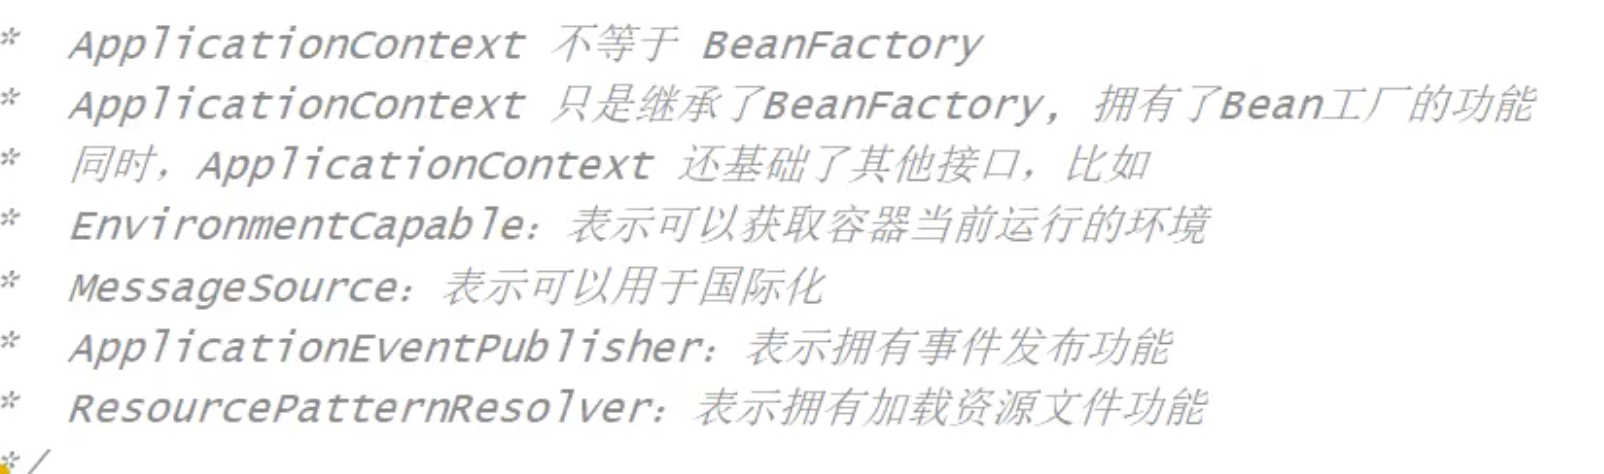 * ApplicationContext 不等于 BeanFactory
* ApplicationContext 只是继承了BeanFactory, 拥有了Bean工厂的功能
* 同时，ApplicationContext 还基础了其他接口，比如
* EnvironmentCapable：表示可以获取容器当前运行的环境
* MessageSource：表示可以用于国际化
* ApplicationEventPublisher：表示拥有事件发布功能
* ResourcePatternResolver：表示拥有加载资源文件功能
*/